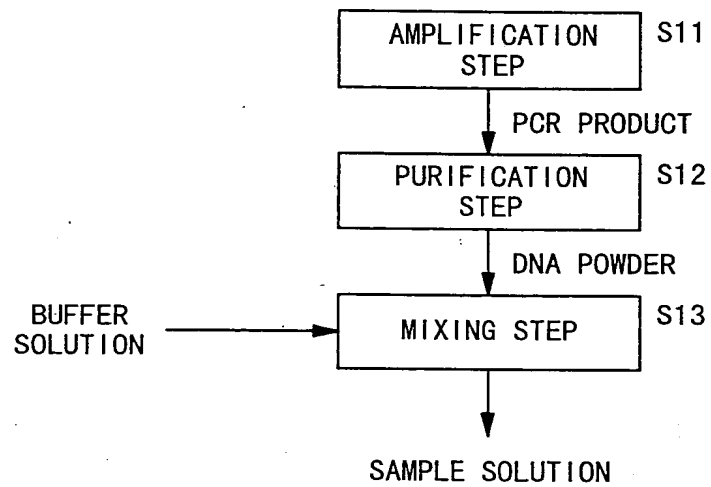 AMPLIFICATION
STEP
S11
PCR PRODUCT
PURIFICATION
STEP
S12
DNA POWDER
BUFFER
SOLUTION
MIXING STEP
S13
SAMPLE SOLUTION